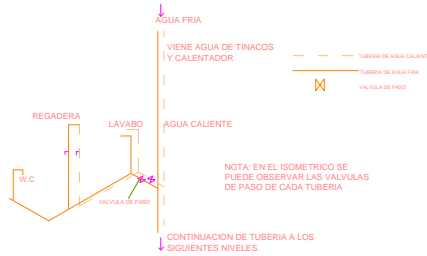 AGUA FRIA
VIENE AGUA DE TINACOS
Y CALENTADOR
TUBERIA DE AGUA CALIENT
TUBERIA DE AGUA FRIA
VALVULA DE PASO
REGADERA
LAVABO
AGUA CALIENTE
W.C
NOTA: EN EL ISOMETRICO SE
PUEDE OBSERVAR LAS VALVULAS
DE PASO DE CADA TUBERIA
VALVULA DE PASO
CONTINUACION DE TUBERIA A LOS
SIGUIENTES NIVELES.